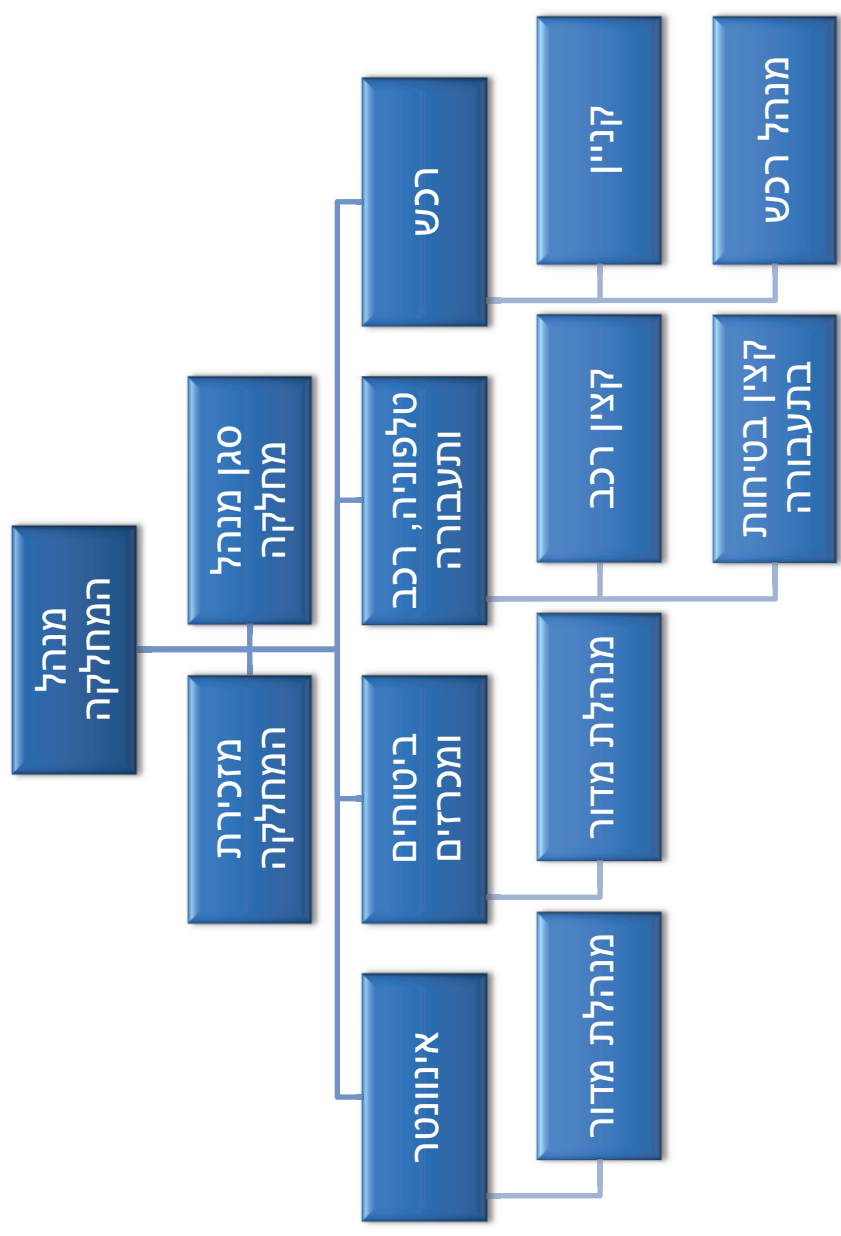 מנהל
המחלקה
סגן מנהל
מחלקה
מזכירת
המחלקה
רכש
טלפוניה, רכב
ותעבורה
ביטוחים
ומכרזים
אינוונטר
קניין
קצין רכב
מנהלת מדור
מנהלת מדור
מנהל רכש
קצין בטיחות
בתעבורה